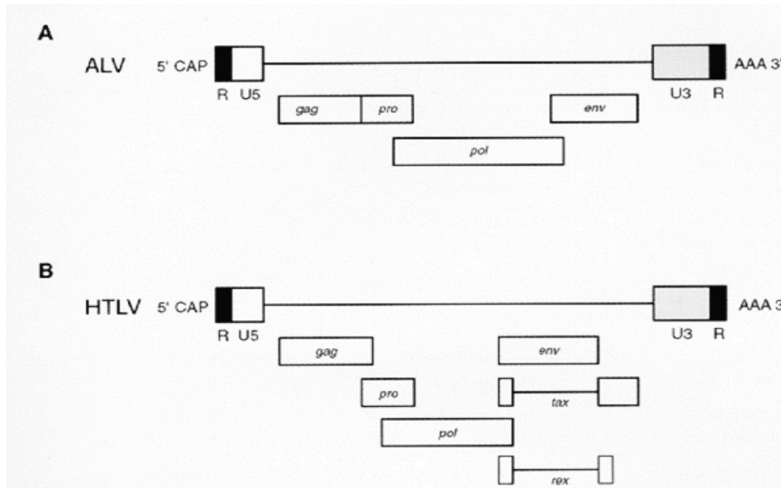 A
ALV 5' CAP AAA 3'
R U5 U3 R
gag pro env
pol
B
HTLV 5' CAP AAA 3
R U5 U3 R
gag env
pro tax
pol
rex